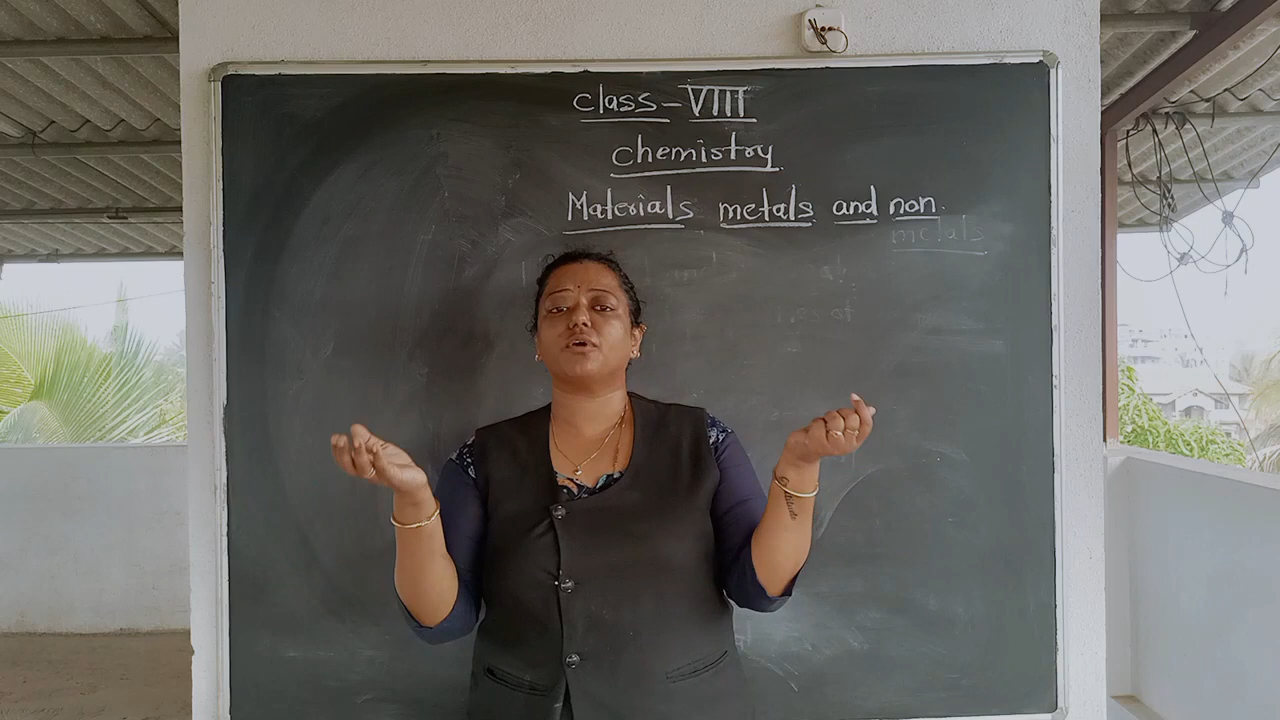 class - VIII
chemistry
Materials metals and non.
metals